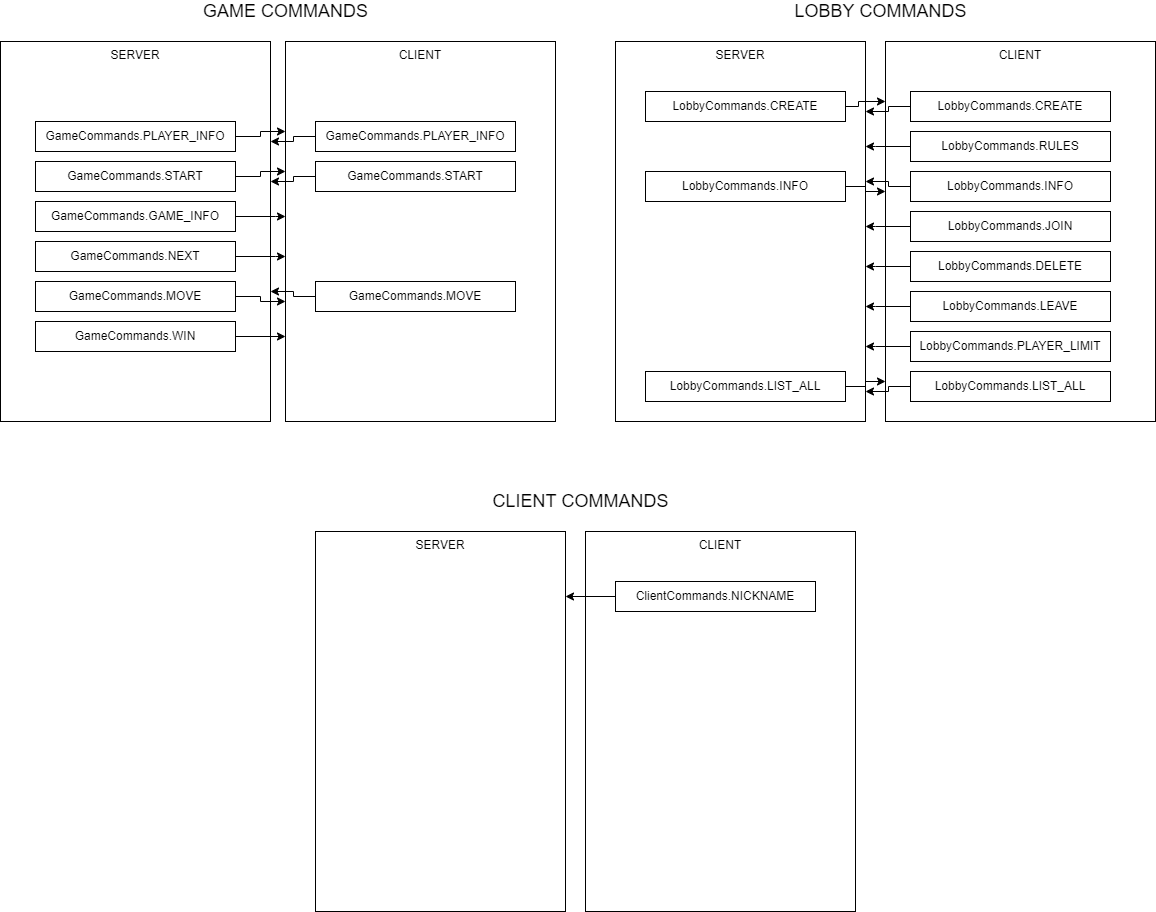 GAME COMMANDS
SERVER
CLIENT
GameCommands.PLAYER_INFO
GameCommands.PLAYER_INFO
GameCommands.START
GameCommands.START
GameCommands.GAME_INFO
GameCommands.NEXT
GameCommands.MOVE
GameCommands.MOVE
GameCommands.WIN
LOBBY COMMANDS
SERVER
CLIENT
LobbyCommands.CREATE
LobbyCommands.CREATE
LobbyCommands.RULES
LobbyCommands.INFO
LobbyCommands.INFO
LobbyCommands.JOIN
LobbyCommands.DELETE
LobbyCommands.LEAVE
LobbyCommands.PLAYER_LIMIT
LobbyCommands.LIST_ALL
LobbyCommands.LIST_ALL
CLIENT COMMANDS
SERVER
CLIENT
ClientCommands.NICKNAME